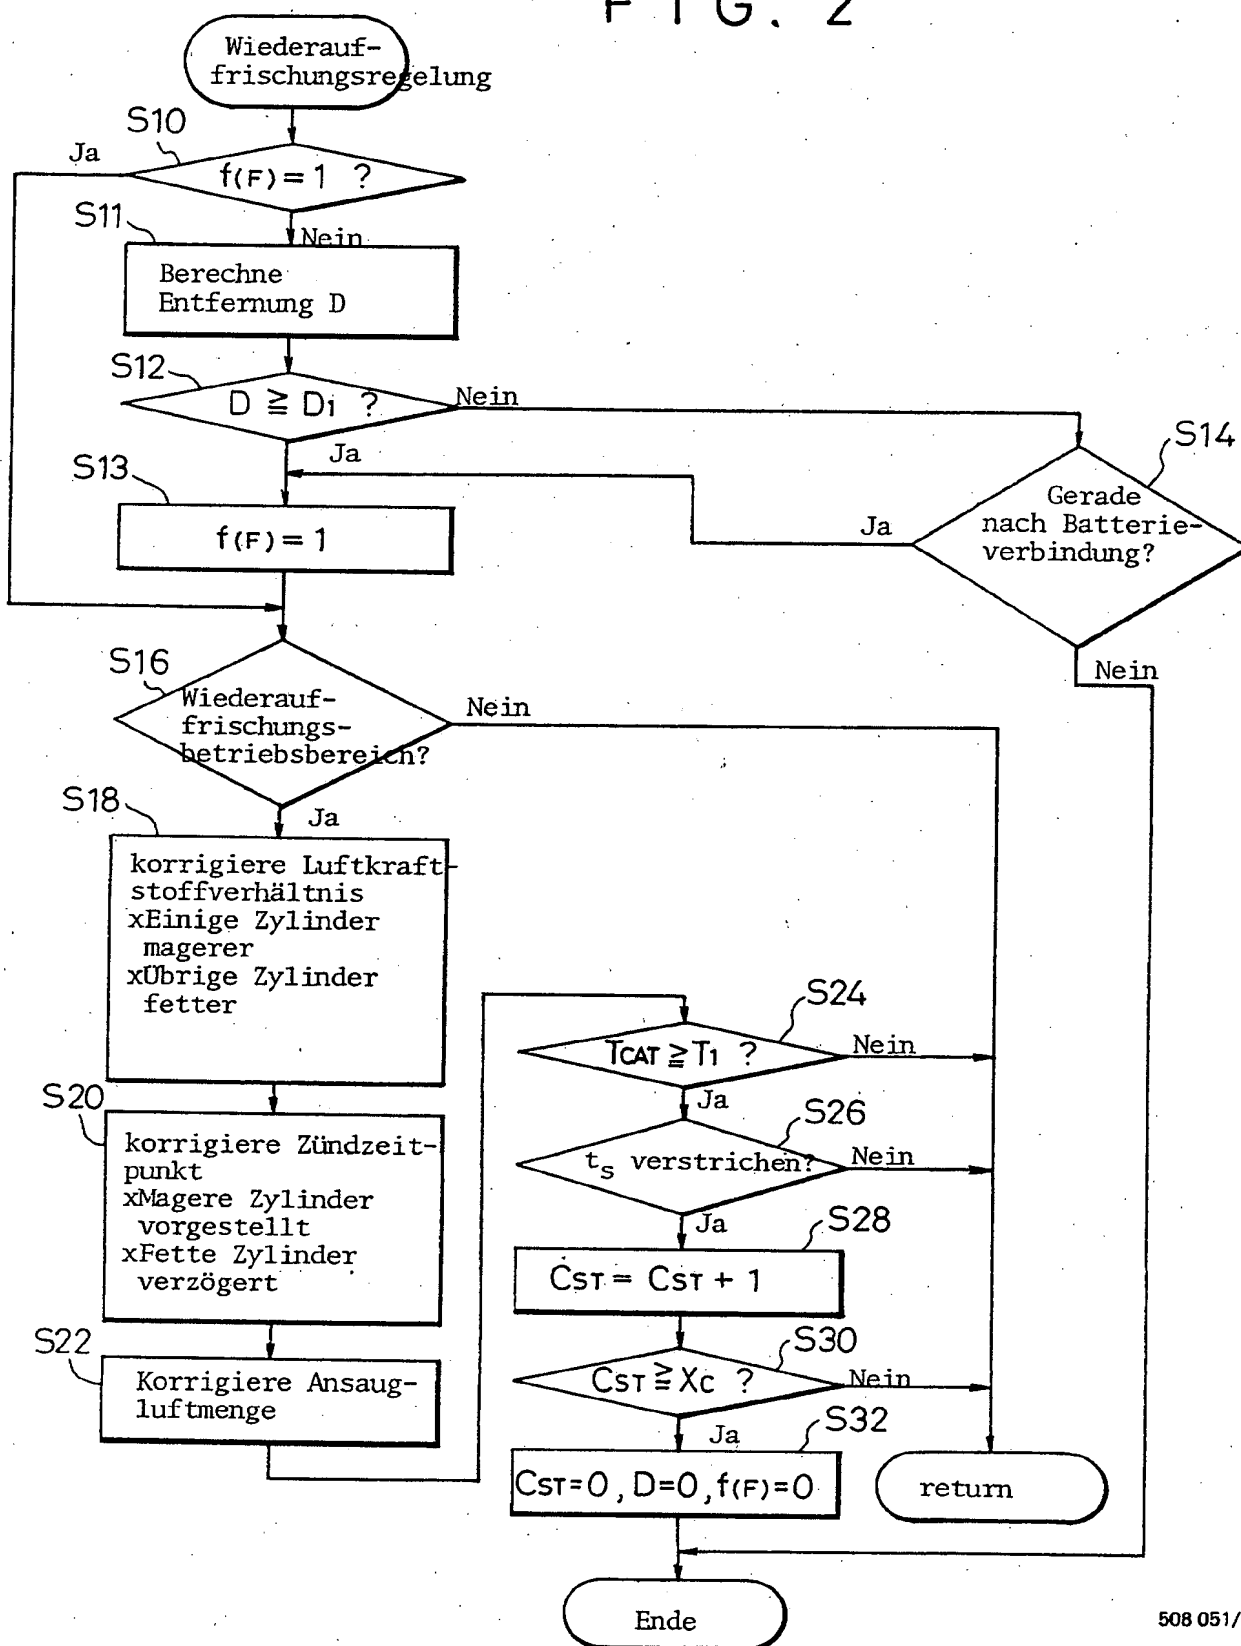 FIG. 2
Wiederauf-
frischungsregelung
S10
Ja
f(F)=1 ?
S11
Nein
Berechne
Entfernung D
S12
D ≧ D1 ?
Nein
S14
Ja
S13
Gerade
nach Batterie-
verbindung?
Ja
f(F)=1
Nein
S16
Wiederauf-
frischungs-
betriebsbereich?
Nein
S18
Ja
korrigiere Luftkraft-
stoffverhältnis
xEinige Zylinder
magerer
xÜbrige Zylinder
fetter
S24
TCAT ≧ T1 ?
Nein
Ja
S20
S26
korrigiere Zündzeit-
punkt
xMagere Zylinder
vorgestellt
xFette Zylinder
verzögert
ts verstrichen?
Nein
Ja
S28
CST = CST + 1
S22
S30
Korrigiere Ansaug-
luftmenge
CST ≧ XC ?
Nein
Ja
S32
CST=0, D=0, f(F)=0
return
Ende
508 051/